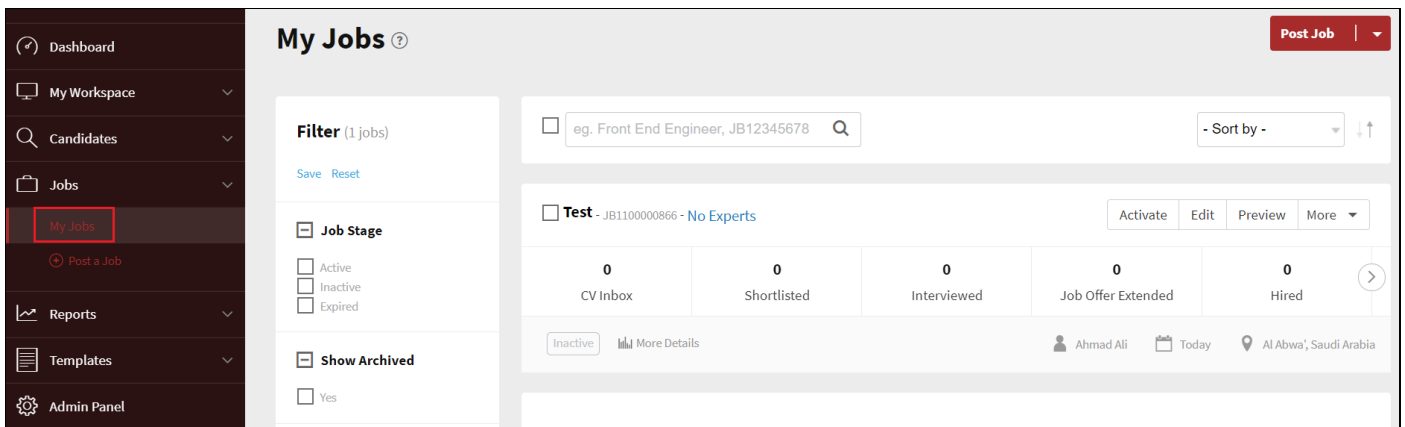 Dashboard
My Workspace
Candidates
Jobs
My Jobs
Post a Job
Reports
Templates
Admin Panel
My Jobs ?
Post Job
Filter (1 jobs)
Save Reset
Job Stage
Active
Inactive
Expired
Show Archived
Yes
eg. Front End Engineer, JB12345678
- Sort by -
Test - JB1100000866 - No Experts
Activate Edit Preview More
0 0 0 0 0
CV Inbox Shortlisted Interviewed Job Offer Extended Hired
Inactive More Details Ahmad Ali Today Al Abwa', Saudi Arabia